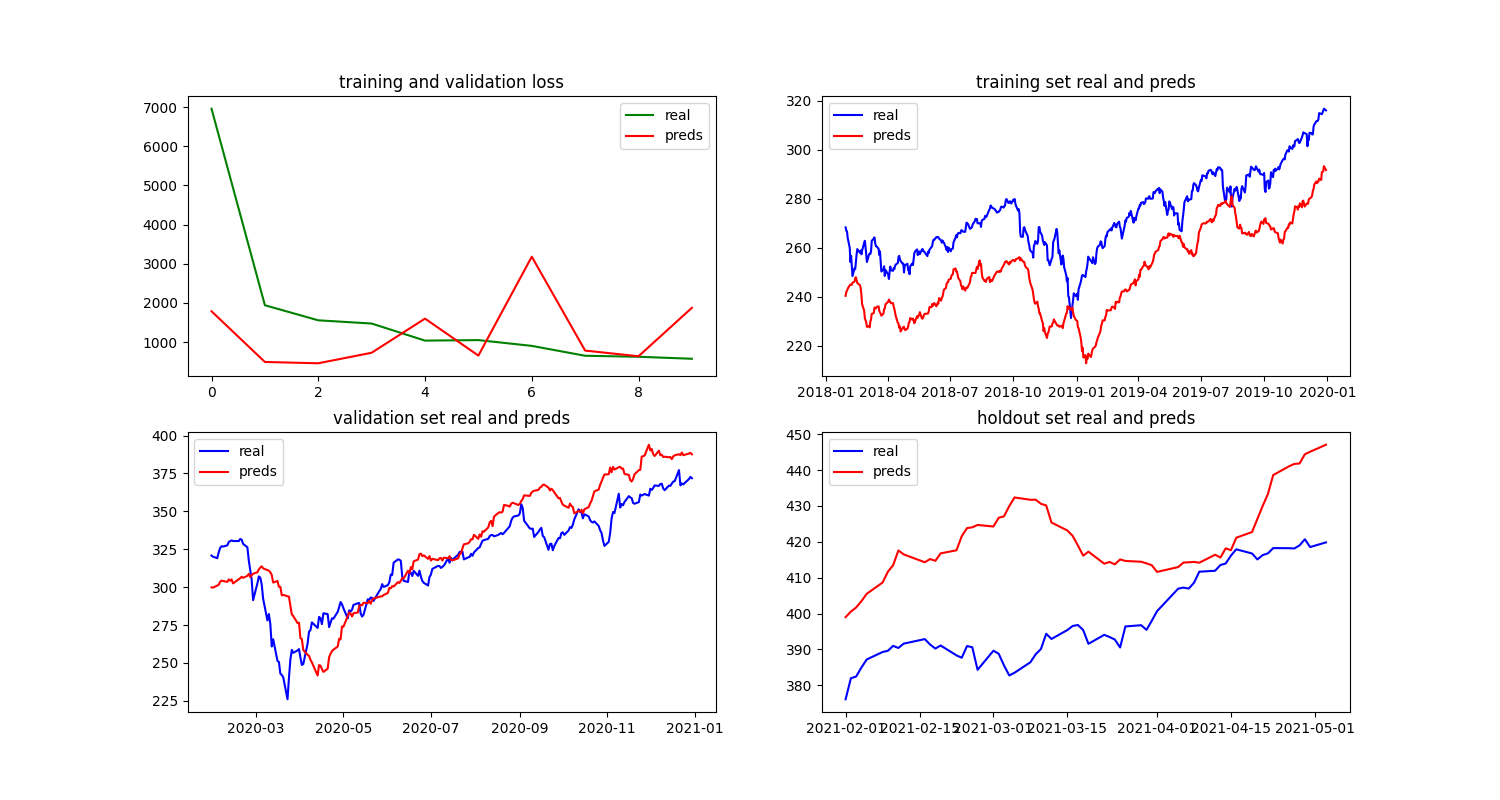 training and validation loss
7000
6000
5000
4000
3000
2000
1000
0 2 4 6 8
real
preds
training set real and preds
320
300
280
260
240
220
2018-01 2018-04 2018-07 2018-10 2019-01 2019-04 2019-07 2019-10 2020-01
real
preds
validation set real and preds
400
375
350
325
300
275
250
225
2020-03 2020-05 2020-07 2020-09 2020-11 2021-01
real
preds
holdout set real and preds
450
440
430
420
410
400
390
380
2021-02-01 2021-02-15 2021-03-01 2021-03-15 2021-04-01 2021-04-15 2021-05-01
real
preds